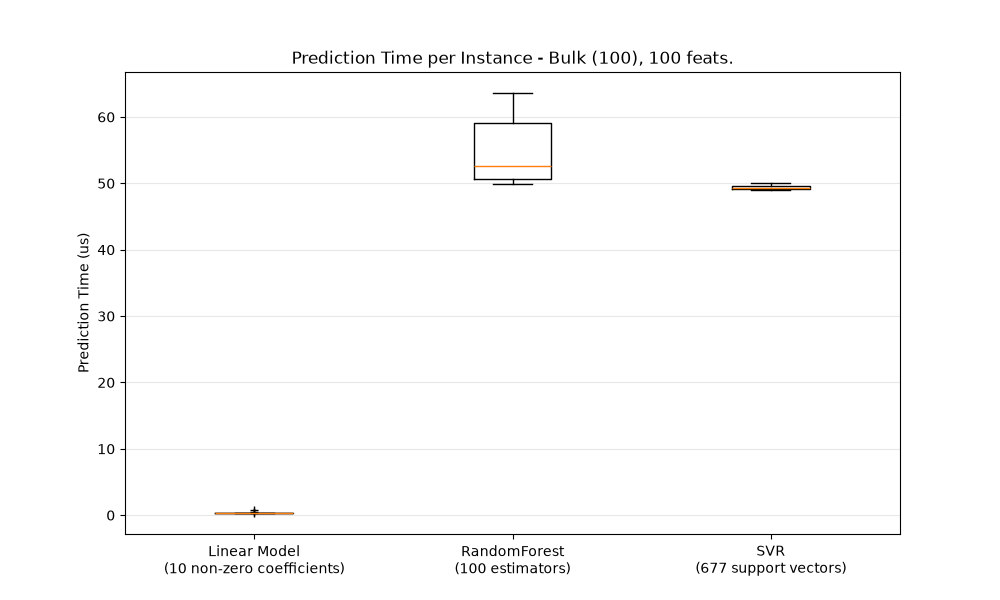 Prediction Time per Instance - Bulk (100), 100 feats.
Prediction Time (us)
60
50
40
30
20
10
0
Linear Model
(10 non-zero coefficients)
RandomForest
(100 estimators)
SVR
(677 support vectors)